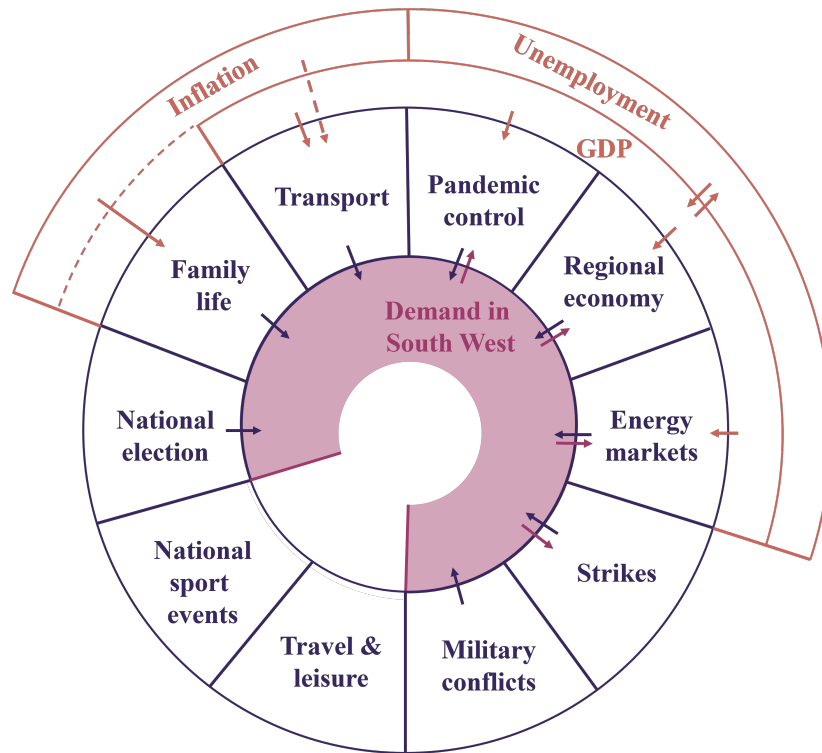 Inflation
Unemployment
GDP
Transport
Pandemic
control
Family
life
Regional
economy
Demand in
South West
National
election
Energy
markets
National
sport
events
Strikes
Travel &
leisure
Military
conflicts